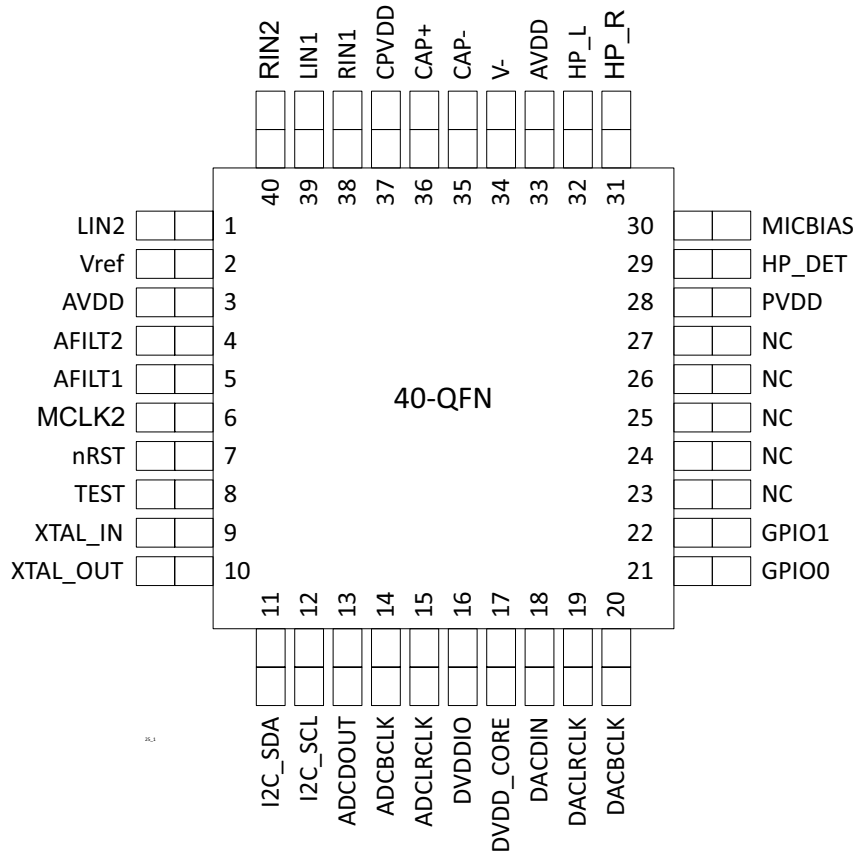 RIN2
LIN1
RIN1
CPVDD
CAP+
CAP-
V-
AVDD
HP_L
HP_R
40
39
38
37
36
35
34
33
32
31
LIN2 1
Vref 2
AVDD 3
AFILT2 4
AFILT1 5
MCLK2 6
nRST 7
TEST 8
XTAL_IN 9
XTAL_OUT 10
40-QFN
30 MICBIAS
29 HP_DET
28 PVDD
27 NC
26 NC
25 NC
24 NC
23 NC
22 GPIO1
21 GPIO0
11
12
13
14
15
16
17
18
19
20
I2C_SDA
I2C_SCL
ADCDOUT
ADCBCLK
ADCLRCLK
DVDDIO
DVDD_CORE
DACDIN
DACLRCLK
DACBCLK